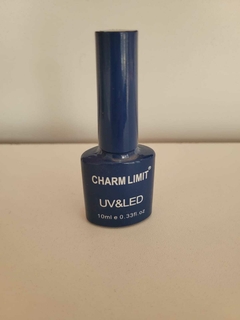 CHARM LIMIT®
UV&LED
10ml e 0.33fl.oz